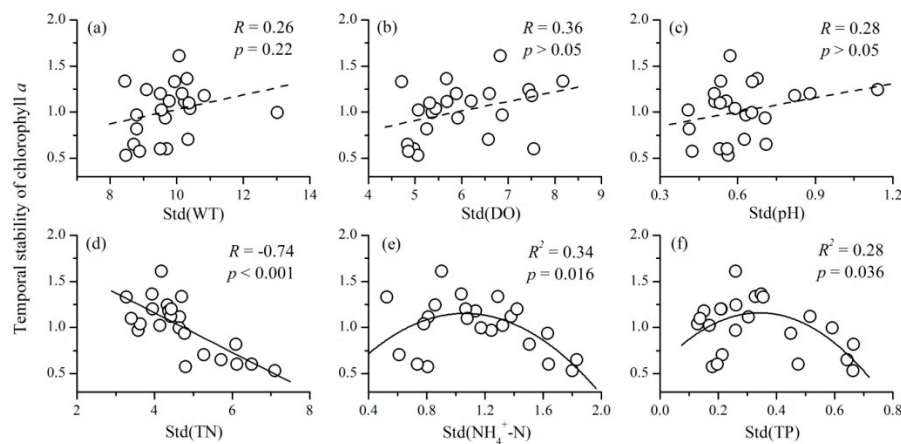 Temporal stability of chlorophyll a
(a) R = 0.26
p = 0.22
2.0
1.5
1.0
0.5
8 10 12 14
Std(WT)
(b) R = 0.36
p > 0.05
2.0
1.5
1.0
0.5
4 5 6 7 8 9
Std(DO)
(c) R = 0.28
p > 0.05
2.0
1.5
1.0
0.5
0.3 0.6 0.9 1.2
Std(pH)
(d) R = -0.74
p < 0.001
2.0
1.5
1.0
0.5
2 4 6 8
Std(TN)
(e) R² = 0.34
p = 0.016
2.0
1.5
1.0
0.5
0.4 0.8 1.2 1.6 2.0
Std(NH₄⁺-N)
(f) R² = 0.28
p = 0.036
2.0
1.5
1.0
0.5
0.0 0.2 0.4 0.6 0.8
Std(TP)